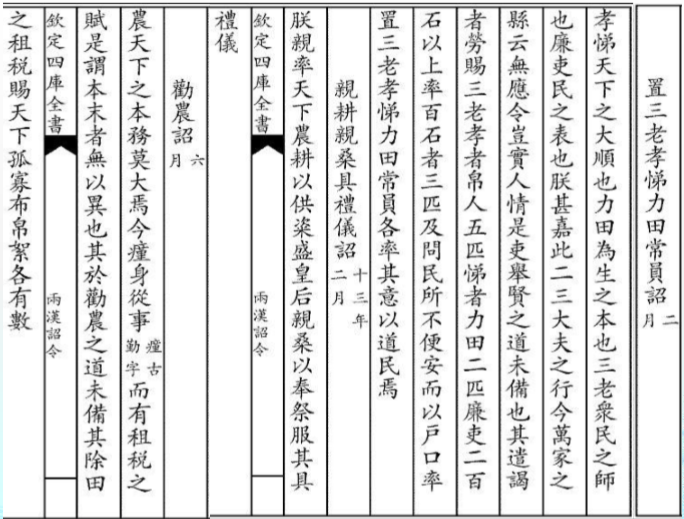 置三老孝悌力田常員詔二月
孝悌天下之大順也力田為生之本也三老衆民之師
也廉吏民之表也朕甚嘉此二三大夫之行今萬家之
縣云無應令豈實人情是吏舉賢之道未備也其遣謁
者勞賜三老孝者帛人五匹悌者力田二匹廉吏二百
石以上率百石者三匹及問民所不便安而以戶口率
置三老孝悌力田常員各率其意以道民焉
親耕親桑具禮儀詔十三年二月
朕親率天下農耕以供粢盛皇后親桑以奉祭服其具
欽定四庫全書 兩漢詔令
禮儀
勸農詔六月
農天下之本務莫大焉今廑身從事廑古勤字而有租税之
賦是謂本末者無以異也其於勸農之道未備其除田
欽定四庫全書 兩漢詔令
之租税賜天下孤寡布帛絮各有數